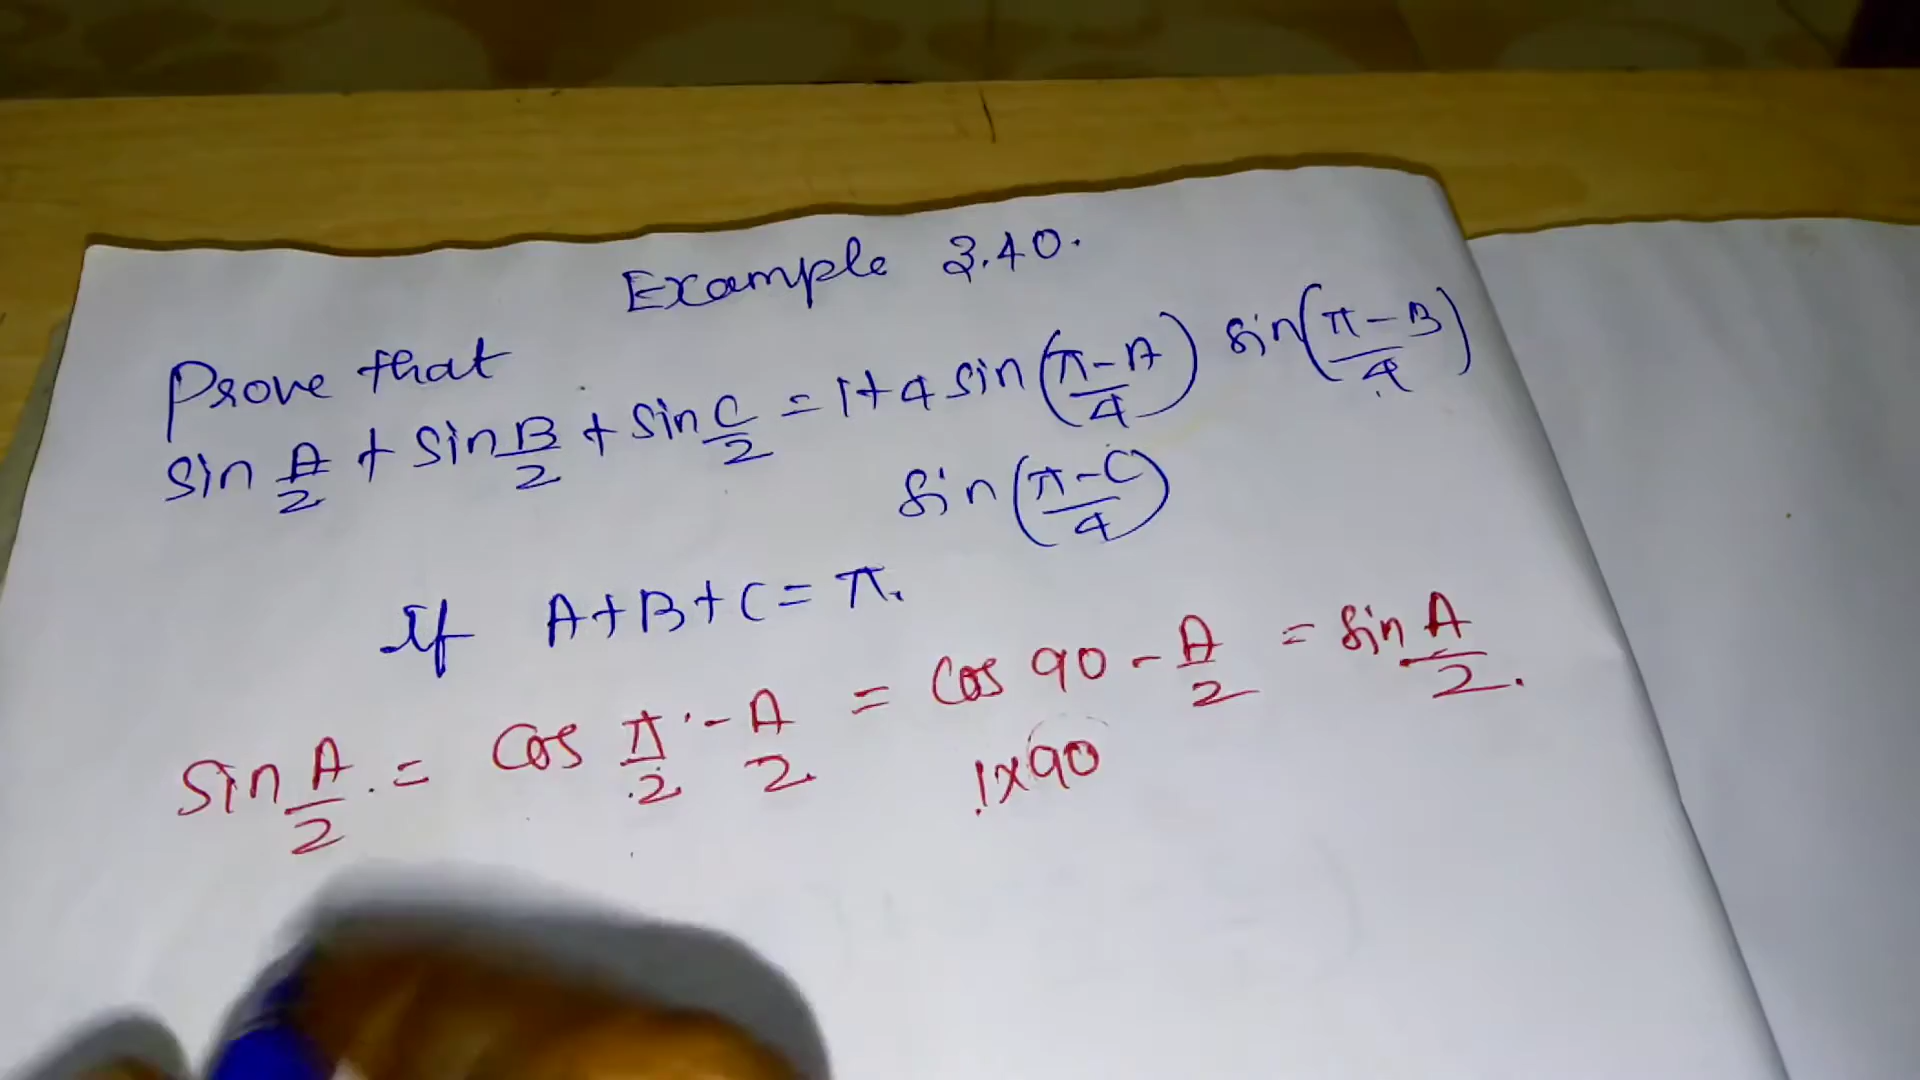 Example 3.40.
Prove that
sin A/2 + sin B/2 + sin C/2 = 1+4 sin (π-A/4) sin (π-B/4)
sin (π-C/4)
If A+B+C = π.
sin A/2 = cos π/2 - A/2 = cos 90 - A/2 = sin A/2.
1x90